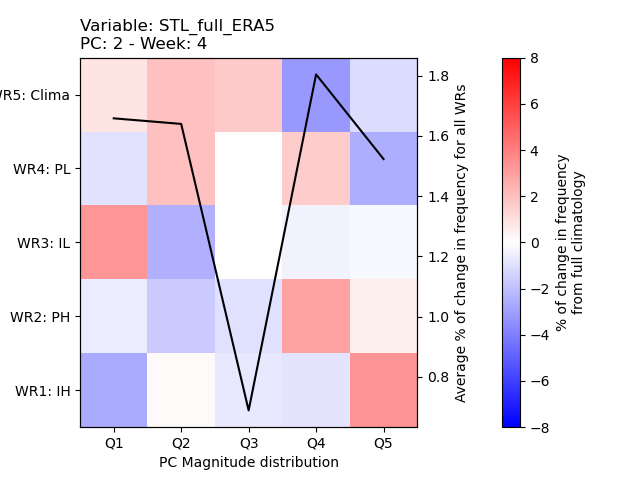 Variable: STL_full_ERA5
PC: 2 - Week: 4
WR5: Clima
WR4: PL
WR3: IL
WR2: PH
WR1: IH
Q1 Q2 Q3 Q4 Q5
PC Magnitude distribution
1.8
1.6
1.4
1.2
1.0
0.8
Average % of change in frequency for all WRs
8
6
4
2
0
−2
−4
−6
−8
% of change in frequency
from full climatology